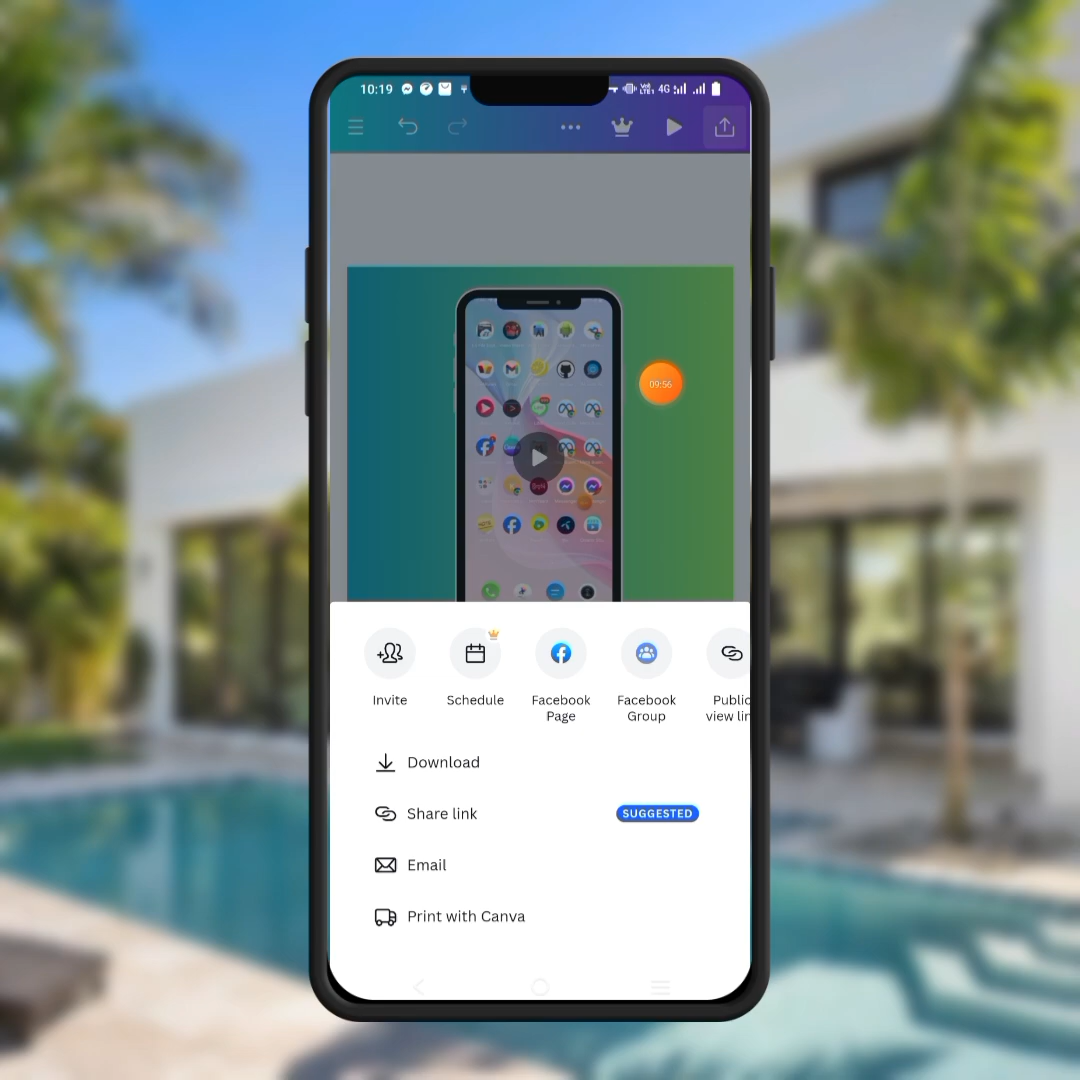 10:19
4G
09:56
Invite
Schedule
Facebook
Page
Facebook
Group
Public
view lin
Download
Share link
SUGGESTED
Email
Print with Canva